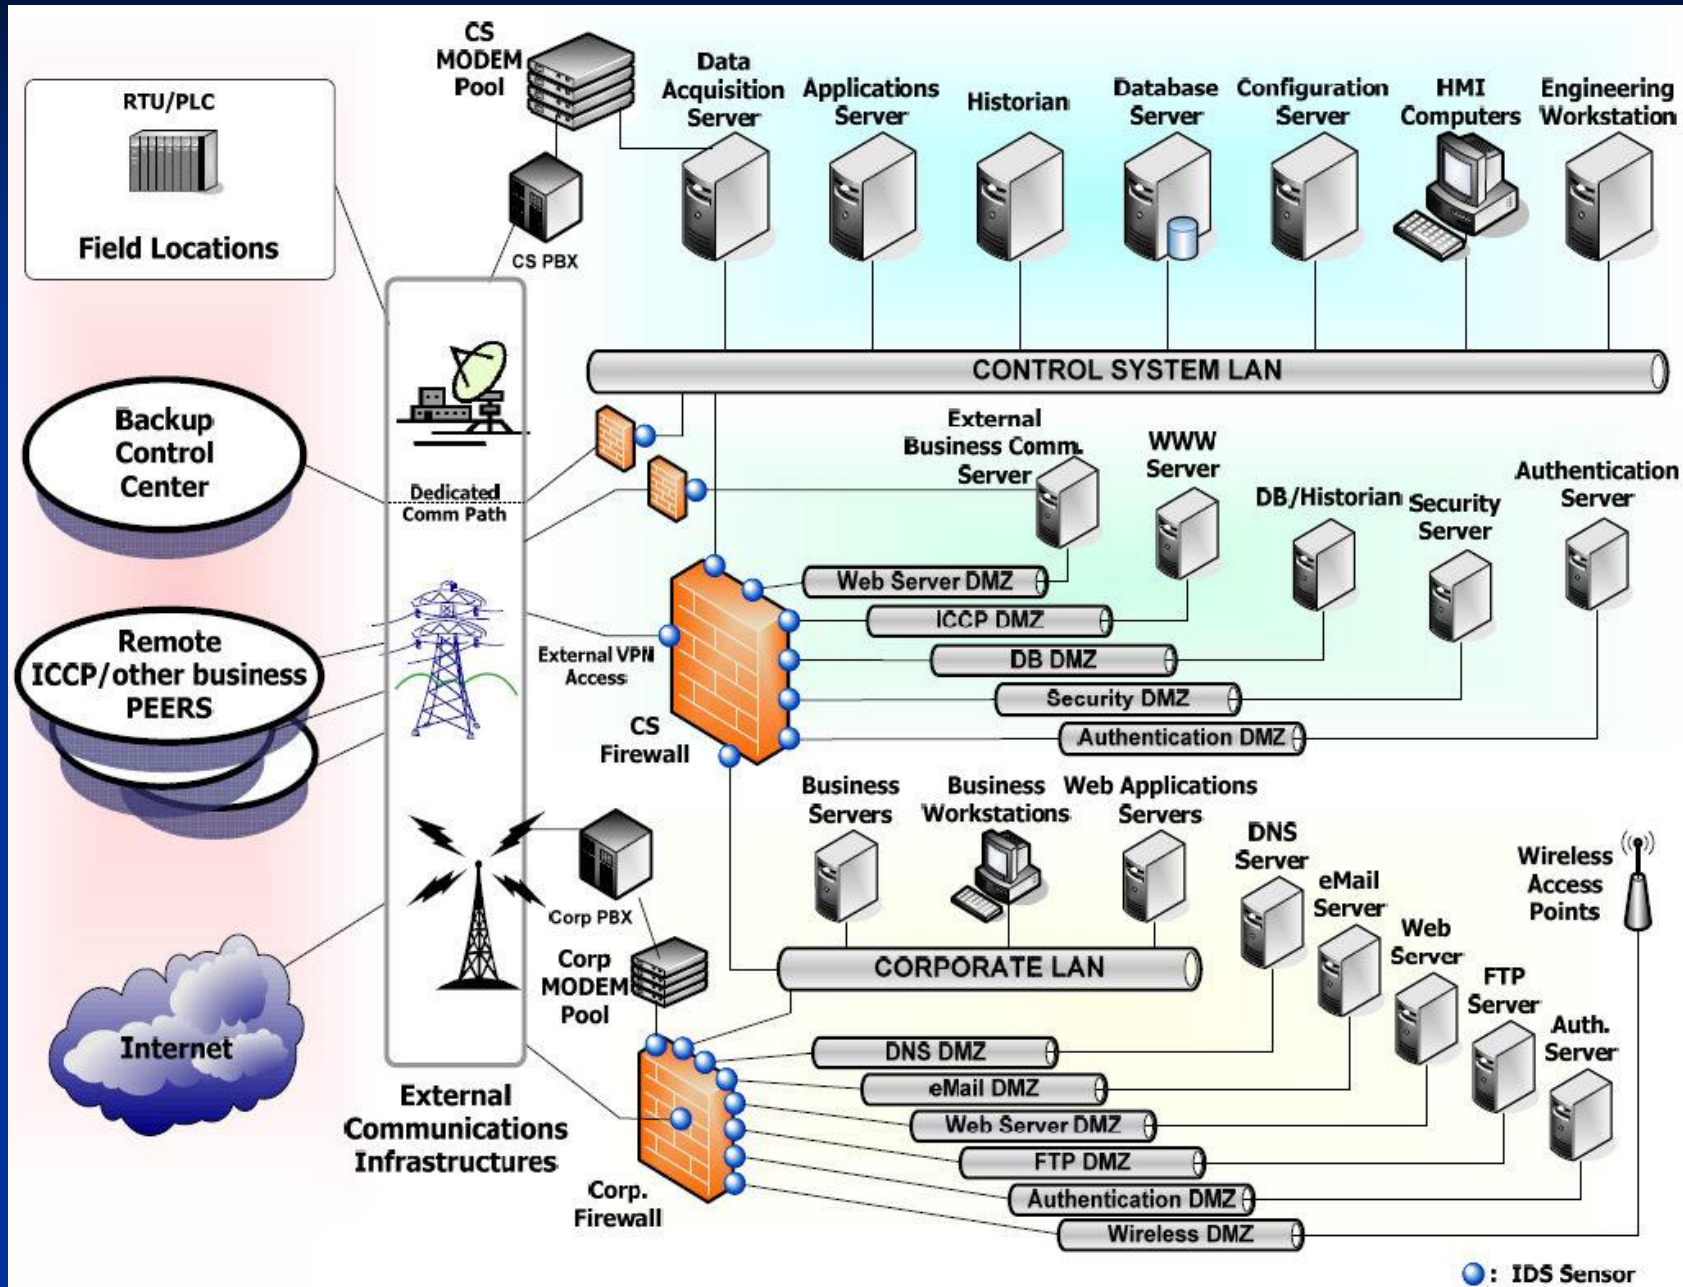 CS
MODEM
Pool
Data
Acquisition
Server
Applications
Server
Historian
Database
Server
Configuration
Server
HMI
Computers
Engineering
Workstation
RTU/PLC
Field Locations
CS PBX
CONTROL SYSTEM LAN
Backup
Control
Center
Dedicated
Comm Path
External
Business Comm.
Server
WWW
Server
DB/Historian
Security
Server
Authentication
Server
Web Server DMZ
ICCP DMZ
DB DMZ
Security DMZ
Authentication DMZ
Remote
ICCP/other business
PEERS
External VPN
Access
CS
Firewall
Business
Servers
Business
Workstations
Web Applications
Servers
DNS
Server
eMail
Server
Web
Server
FTP
Server
Auth.
Server
Wireless
Access
Points
Corp PBX
Corp
MODEM
Pool
CORPORATE LAN
Internet
External
Communications
Infrastructures
Corp.
Firewall
DNS DMZ
eMail DMZ
Web Server DMZ
FTP DMZ
Authentication DMZ
Wireless DMZ
: IDS Sensor